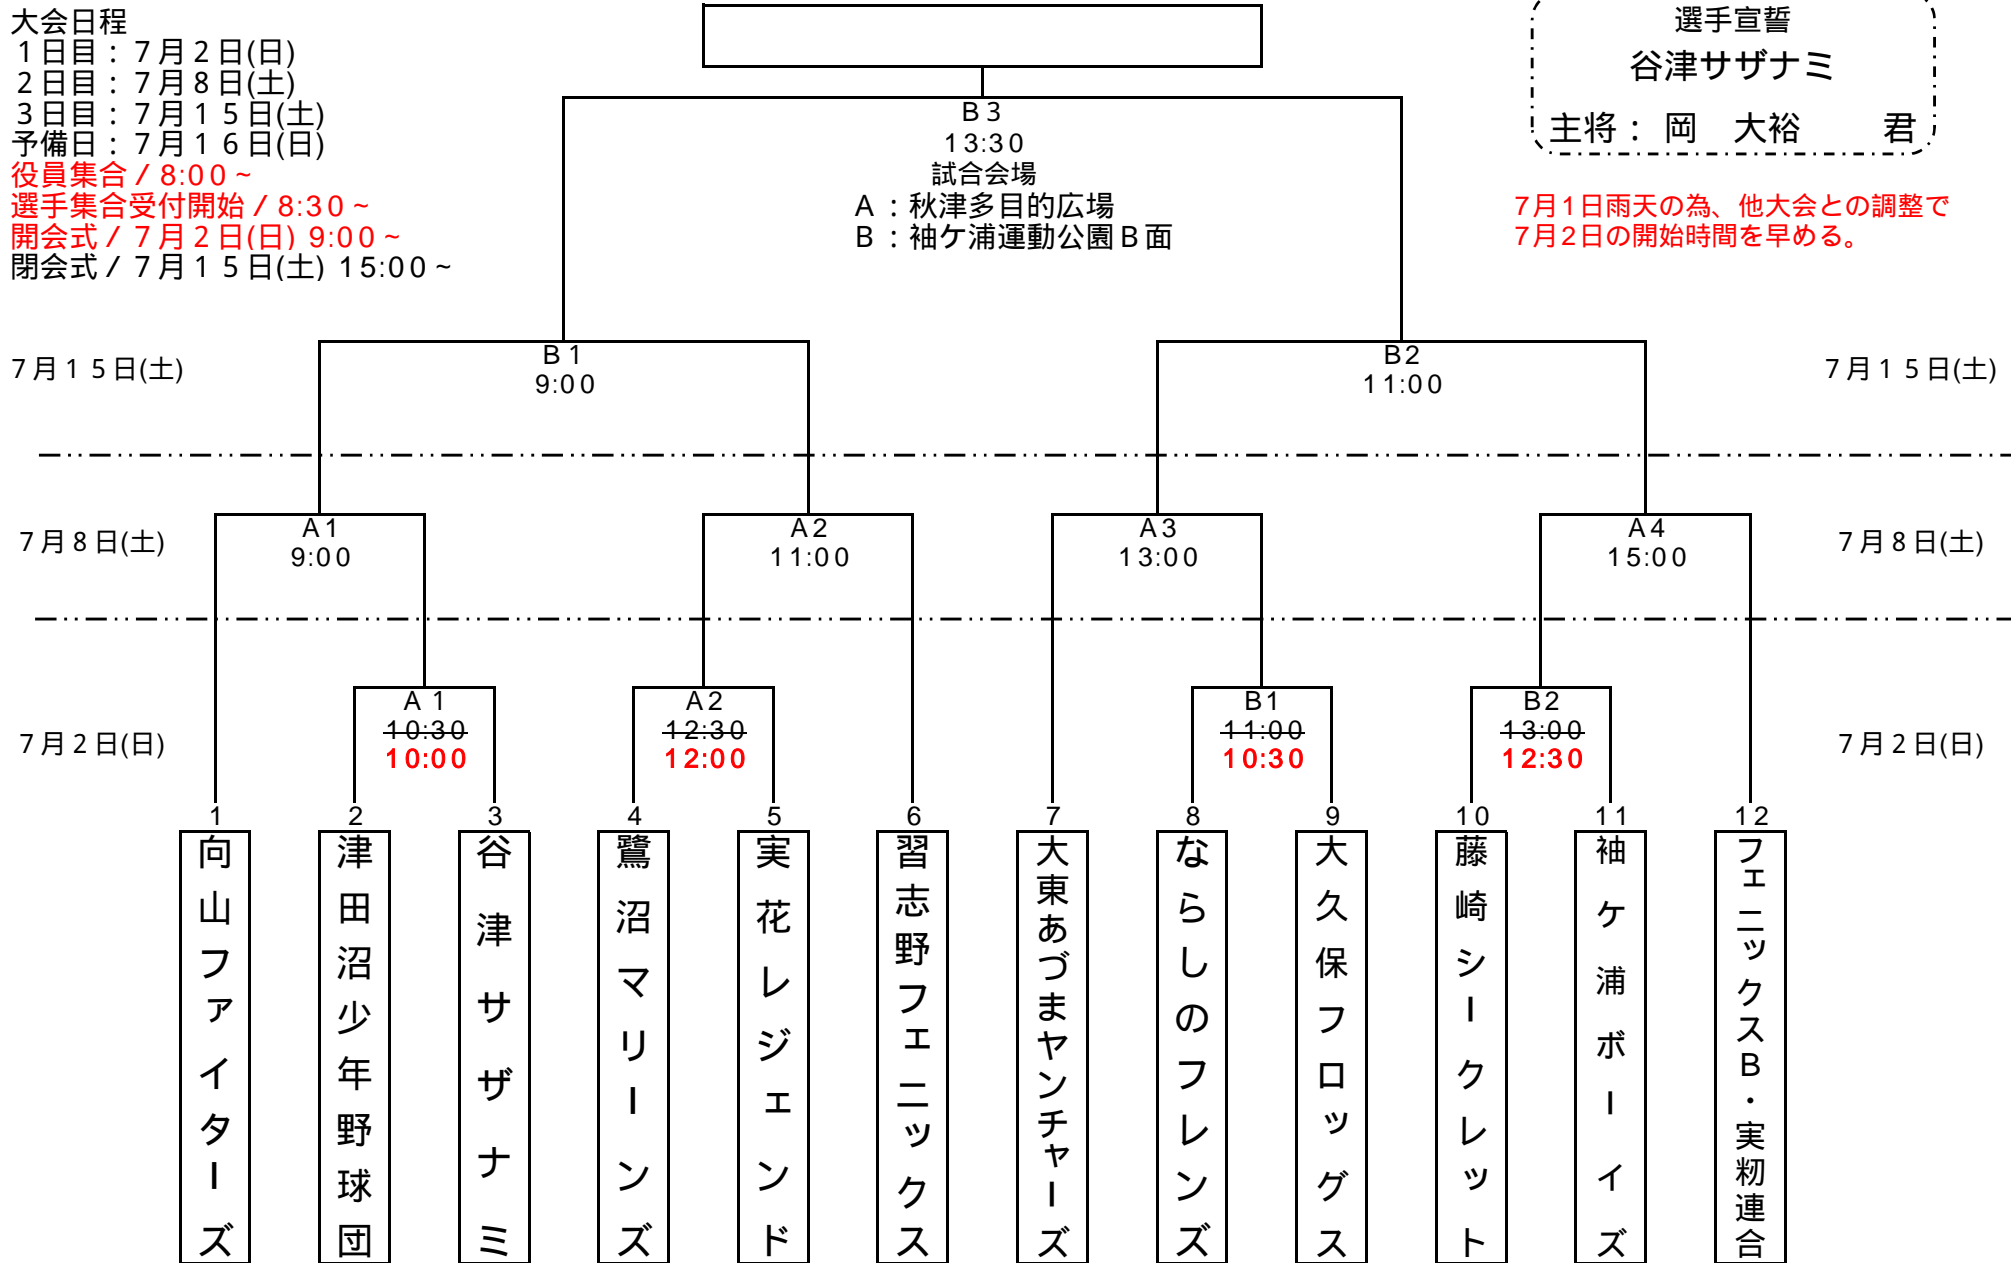 大会日程
1日目：7月2日(日)
2日目：7月8日(土)
3日目：7月15日(土)
予備日：7月16日(日)
役員集合/8:00~
選手集合受付開始/8:30~
開会式/7月2日(日) 9:00~
閉会式/7月15日(土) 15:00~
選手宣誓
谷津サザナミ
主将： 岡　大裕　　君
7月1日雨天の為、他大会との調整で
7月2日の開始時間を早める。
B3
13:30
試合会場
A：秋津多目的広場
B：袖ケ浦運動公園B面
7月15日(土)
B1
9:00
B2
11:00
7月15日(土)
7月8日(土)
A1
9:00
A2
11:00
A3
13:00
A4
15:00
7月8日(土)
7月2日(日)
A1
10:30
10:00
A2
12:30
12:00
B1
11:00
10:30
B2
13:00
12:30
7月2日(日)
1
向山ファイターズ
2
津田沼少年野球団
3
谷津サザナミ
4
鷺沼マリーンズ
5
実花レジェンド
6
習志野フェニックス
7
大東あづまヤンチャーズ
8
ならしのフレンズ
9
大久保フロッグス
10
藤崎シークレット
11
袖ケ浦ボーイズ
12
フェニックスB・実籾連合